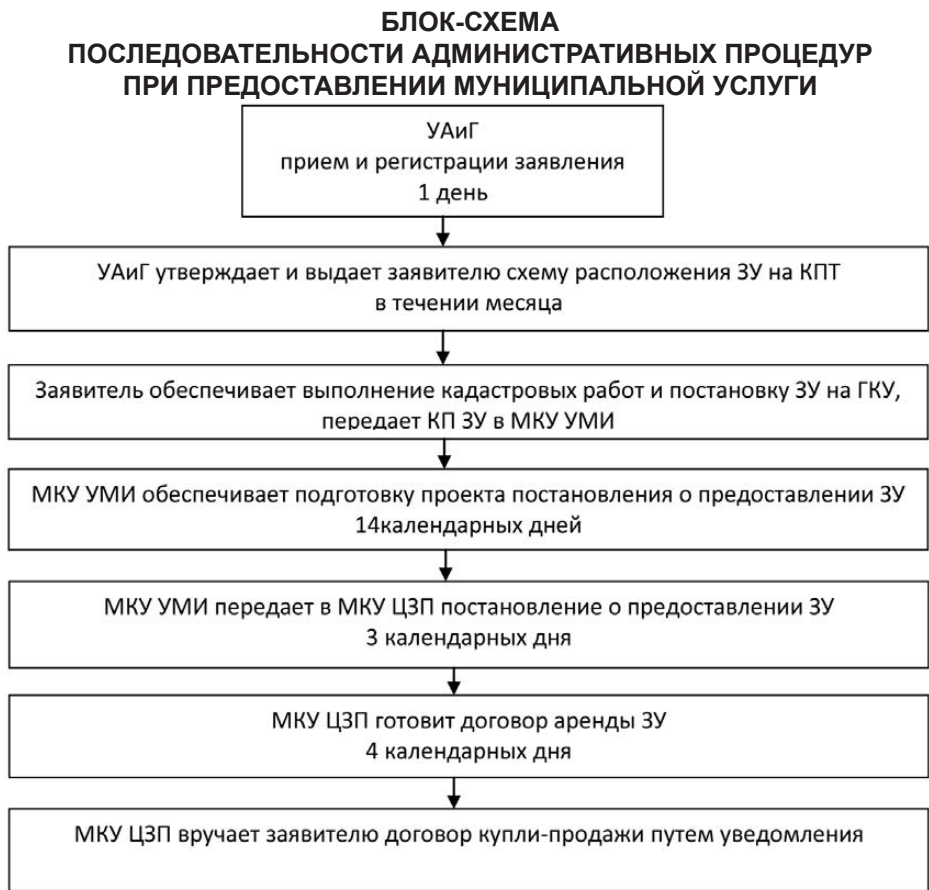 БЛОК-СХЕМА
ПОСЛЕДОВАТЕЛЬНОСТИ АДМИНИСТРАТИВНЫХ ПРОЦЕДУР
ПРИ ПРЕДОСТАВЛЕНИИ МУНИЦИПАЛЬНОЙ УСЛУГИ
УАиГ
прием и регистрации заявления
1 день
УАиГ утверждает и выдает заявителю схему расположения ЗУ на КПТ
в течении месяца
Заявитель обеспечивает выполнение кадастровых работ и постановку ЗУ на ГКУ,
передает КП ЗУ в МКУ УМИ
МКУ УМИ обеспечивает подготовку проекта постановления о предоставлении ЗУ
14календарных дней
МКУ УМИ передает в МКУ ЦЗП постановление о предоставлении ЗУ
3 календарных дня
МКУ ЦЗП готовит договор аренды ЗУ
4 календарных дня
МКУ ЦЗП вручает заявителю договор купли-продажи путем уведомления